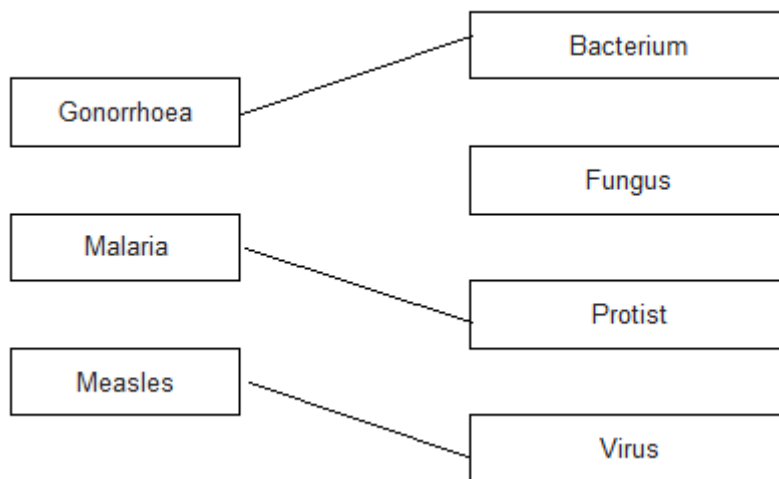 Bacterium
Gonorrhoea
Fungus
Malaria
Protist
Measles
Virus